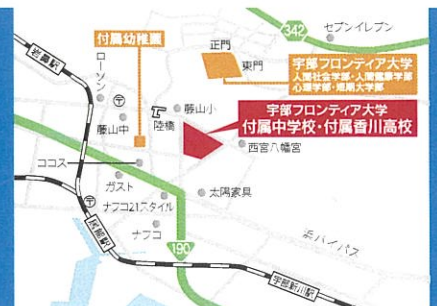 342
セブンイレブン
正門
付属幼稚園
東門
宇部フロンティア大学
人間社会学部・人間健康学部
心理学部・短期大学部
岩鼻駅
ローソン
藤山小
陸橋
藤山中
宇部フロンティア大学
付属中学校・付属香川高校
西宮八幡宮
ココス
ガスト
太陽家具
ナフコ21スタイル
ナフコ
居能駅
190
浜バイパス
宇部新川駅